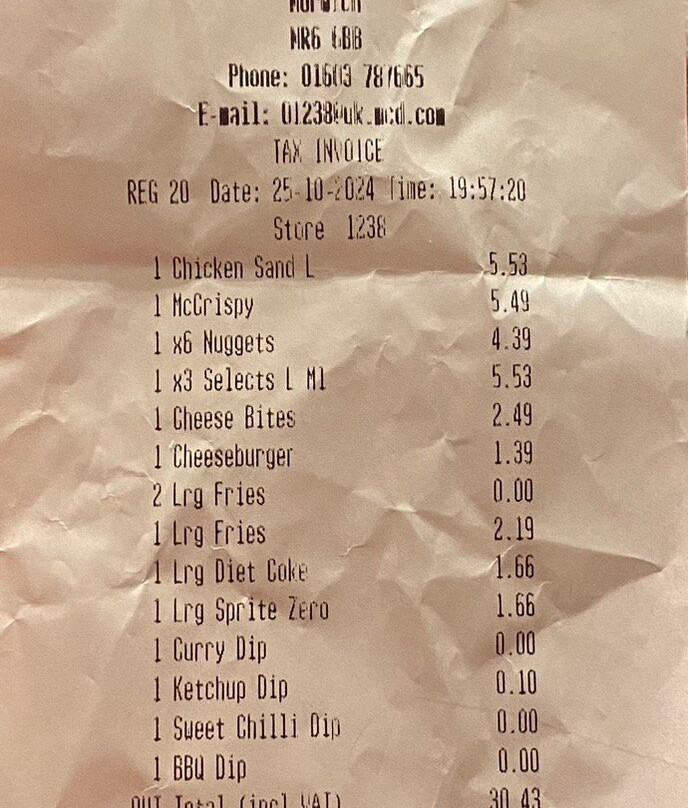 Norwich
NR6 6BB
Phone: 01603 787665
E-mail: 01238@uk.mcd.com
TAX INVOICE
REG 20 Date: 25-10-2024 Time: 19:57:20
Store 1238
1 Chicken Sand L 5.53
1 McCrispy 5.49
1 x6 Nuggets 4.39
1 x3 Selects L Ml 5.53
1 Cheese Bites 2.49
1 Cheeseburger 1.39
2 Lrg Fries 0.00
1 Lrg Fries 2.19
1 Lrg Diet Coke 1.66
1 Lrg Sprite Zero 1.66
1 Curry Dip 0.00
1 Ketchup Dip 0.10
1 Sweet Chilli Dip 0.00
1 BBQ Dip 0.00
OUT Total (incl VAT) 30.43